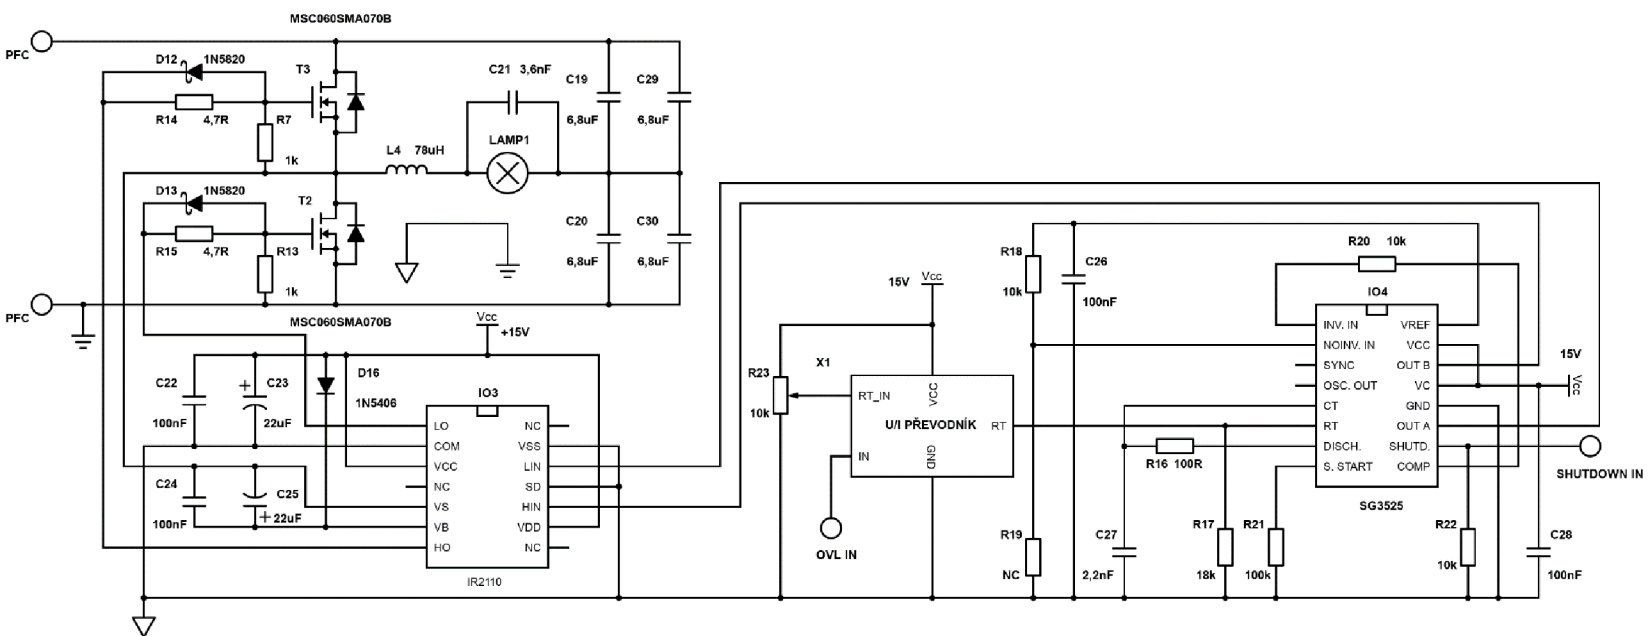 MSC060SMA070B
PFC
D12 1N5820
T3
R14 4,7R
R7
1k
C21 3,6nF
C19
6,8uF
C29
6,8uF
L4 78uH
LAMP1
D13 1N5820
T2
R15 4,7R
R13
1k
C20
6,8uF
C30
6,8uF
PFC
MSC060SMA070B
Vcc
+15V
C22
100nF
+ C23
22uF
D16
1N5406
C24
100nF
C25
+ 22uF
IO3
LO
COM
VCC
NC
VS
VB
HO
NC
VSS
LIN
SD
HIN
VDD
NC
IR2110
15V Vcc
R23
10k
X1
RT_IN
VCC
U/I PŘEVODNÍK
RT
IN
GND
OVL IN
R18
10k
C26
100nF
R19
NC
R20 10k
IO4
INV. IN
NOINV. IN
SYNC
OSC. OUT
CT
RT
DISCH.
S. START
VREF
VCC
OUT B
VC
GND
OUT A
SHUTD.
COMP
SG3525
15V
Vcc
R16 100R
SHUTDOWN IN
C27
2,2nF
R17
18k
R21
100k
R22
10k
C28
100nF